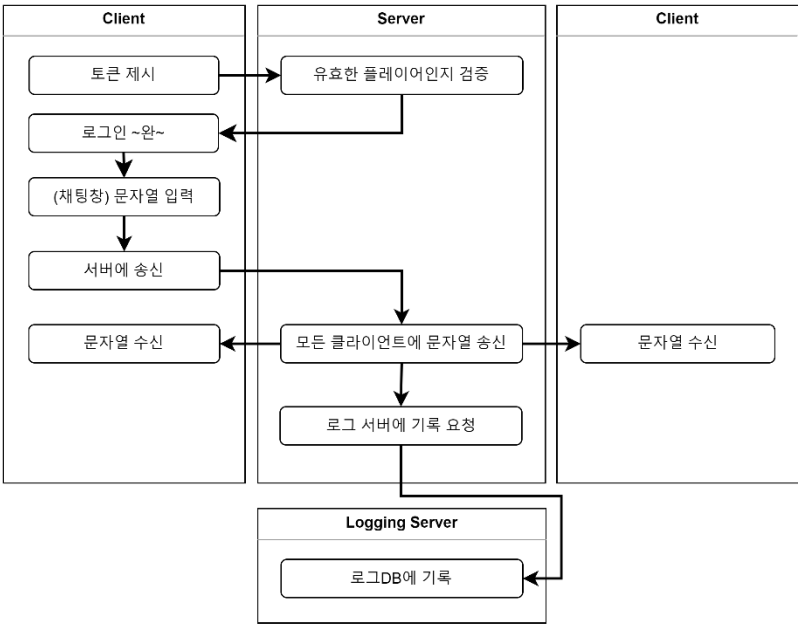 Client
Server
Client
토큰 제시
유효한 플레이어인지 검증
로그인 ~완~
(채팅창) 문자열 입력
서버에 송신
문자열 수신
모든 클라이언트에 문자열 송신
문자열 수신
로그 서버에 기록 요청
Logging Server
로그DB에 기록